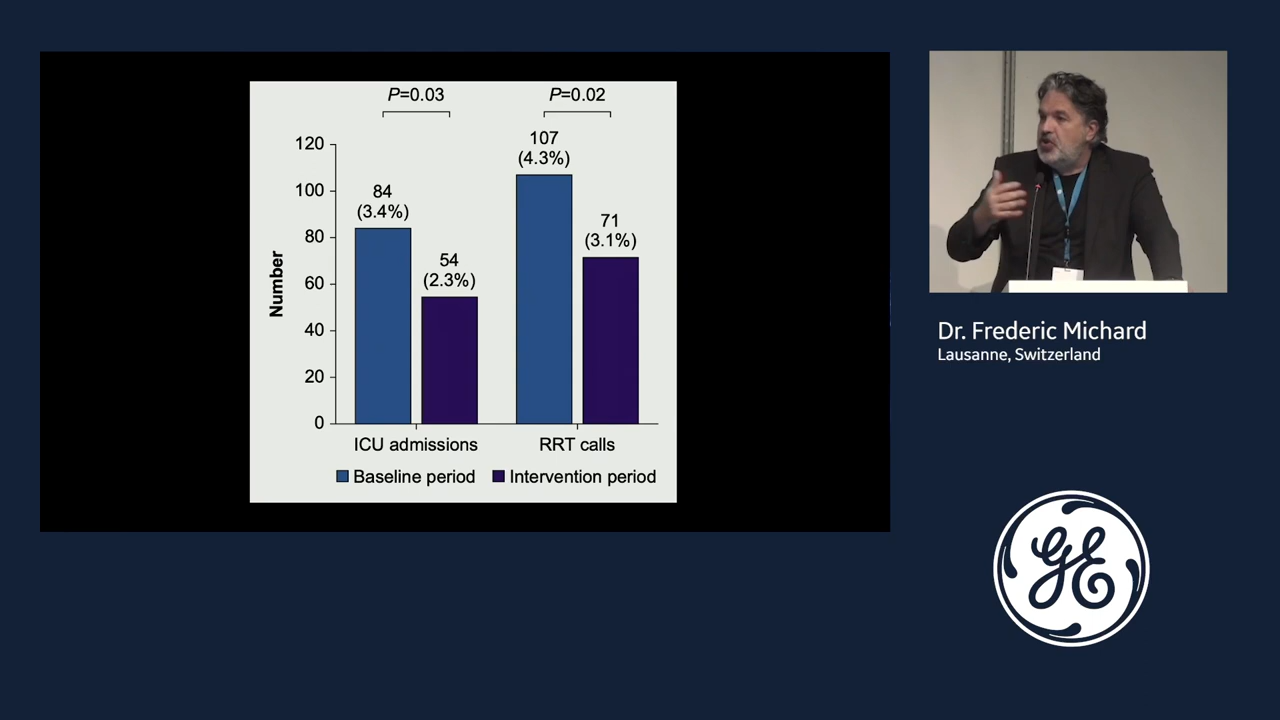 P=0.03
P=0.02
120
100
80
60
40
20
0
Number
84
(3.4%)
54
(2.3%)
107
(4.3%)
71
(3.1%)
ICU admissions
RRT calls
Baseline period
Intervention period
Dr. Frederic Michard
Lausanne, Switzerland
GE